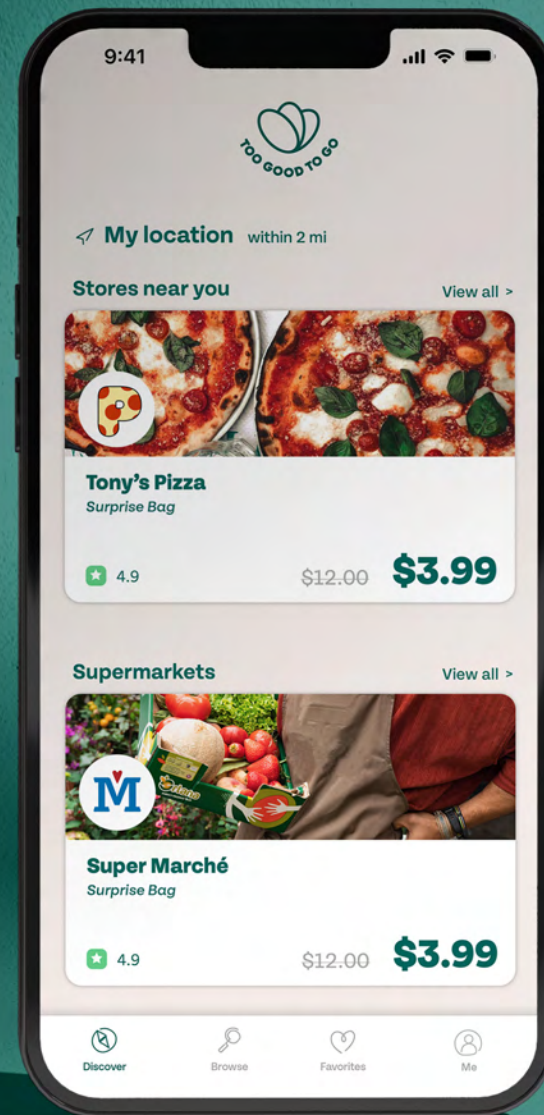 9:41
TOO GOOD TO GO
My location within 2 mi
Stores near you View all >
P
Tony's Pizza
Surprise Bag
4.9 $12.00 $3.99
Supermarkets View all >
M
Super Marché
Surprise Bag
4.9 $12.00 $3.99
Discover Browse Favorites Me